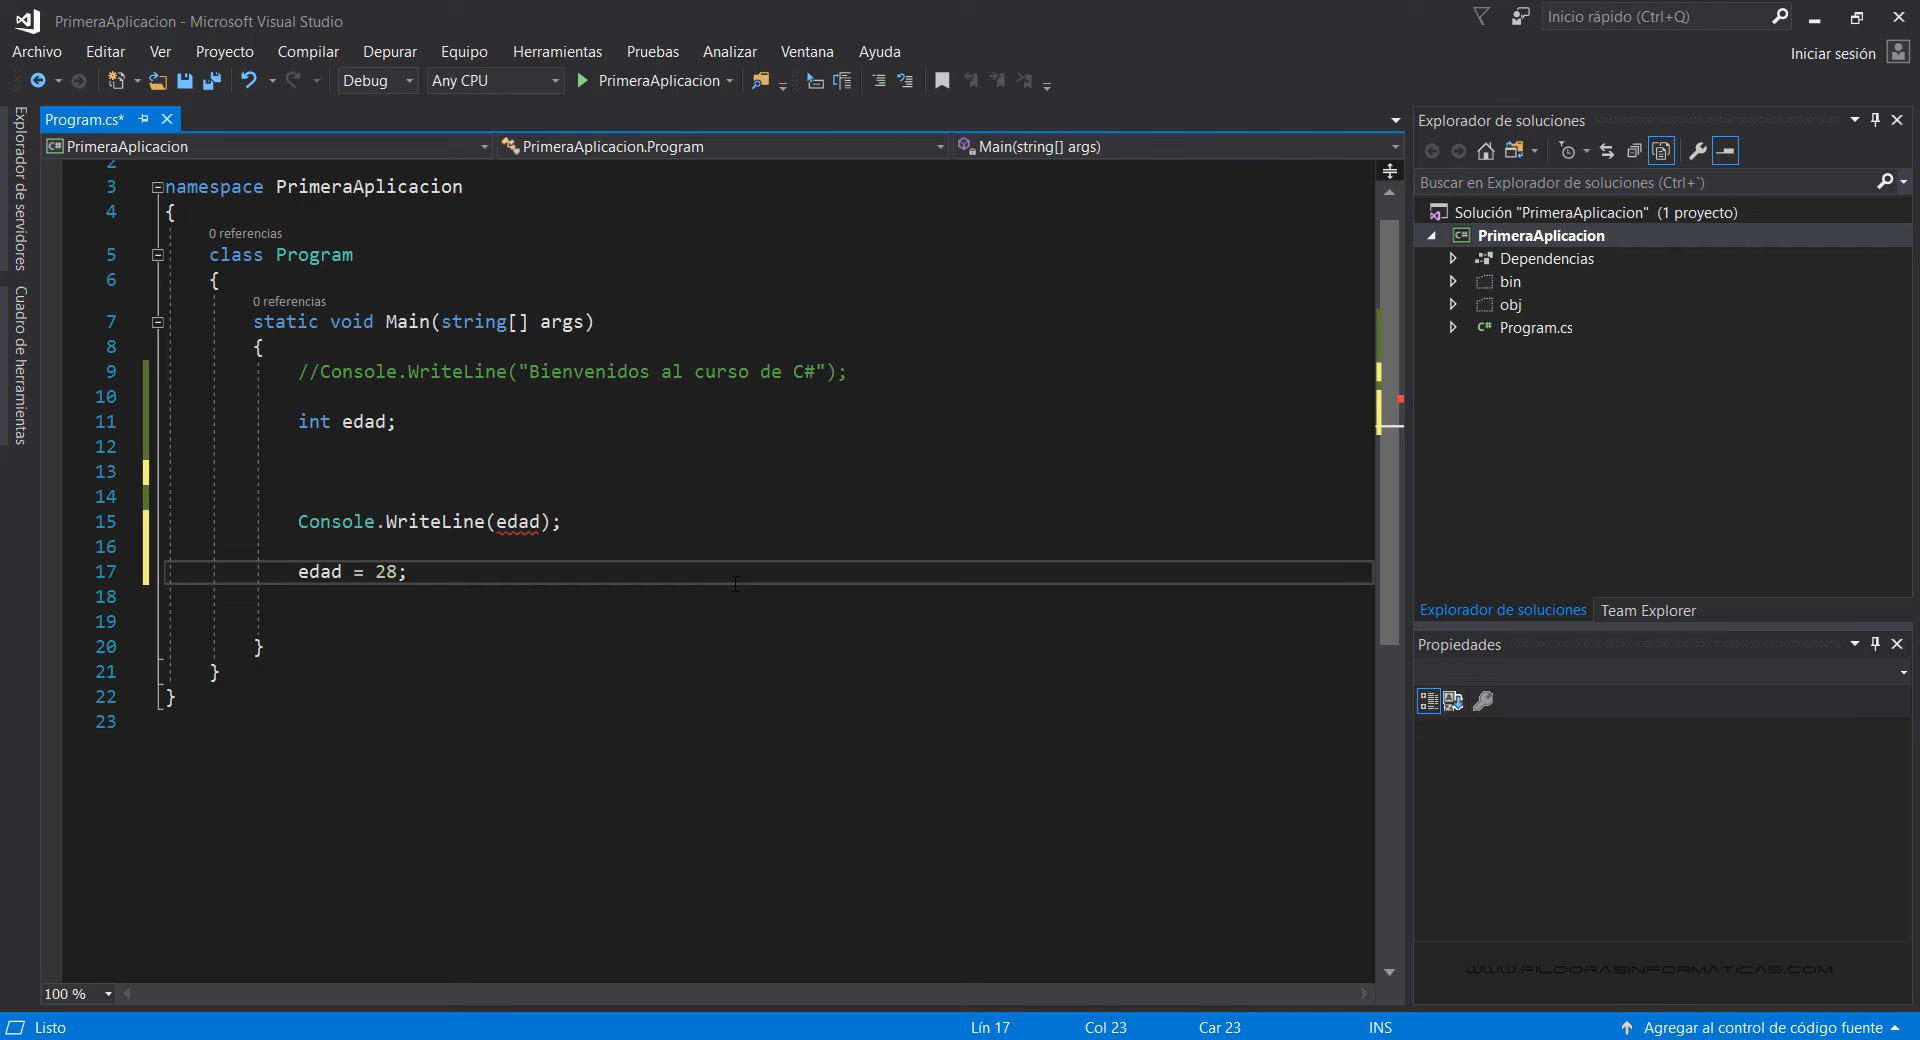 PrimeraAplicacion - Microsoft Visual Studio
Inicio rápido (Ctrl+Q)
Archivo Editar Ver Proyecto Compilar Depurar Equipo Herramientas Pruebas Analizar Ventana Ayuda
Iniciar sesión
Debug Any CPU PrimeraAplicacion
Explorador de servidores
Cuadro de herramientas
Program.cs*
C# PrimeraAplicacion PrimeraAplicacion.Program Main(string[] args)
2
3 namespace PrimeraAplicacion
4 {
0 referencias
5 class Program
6 {
0 referencias
7 static void Main(string[] args)
8 {
9 //Console.WriteLine("Bienvenidos al curso de C#");
10
11 int edad;
12
13
14
15 Console.WriteLine(edad);
16
17 edad = 28;
18
19
20 }
21 }
22 }
23
100 %
Explorador de soluciones
Buscar en Explorador de soluciones (Ctrl+`)
Solución "PrimeraAplicacion" (1 proyecto)
C# PrimeraAplicacion
Dependencias
bin
obj
C# Program.cs
Explorador de soluciones Team Explorer
Propiedades
WWW.PILDORASINFORMATICAS.COM
Listo Lín 17 Col 23 Car 23 INS Agregar al control de código fuente